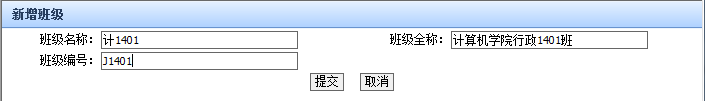 新增班级
班级名称： 计1401 班级全称： 计算机学院行政1401班
班级编号： J1401
提交 取消